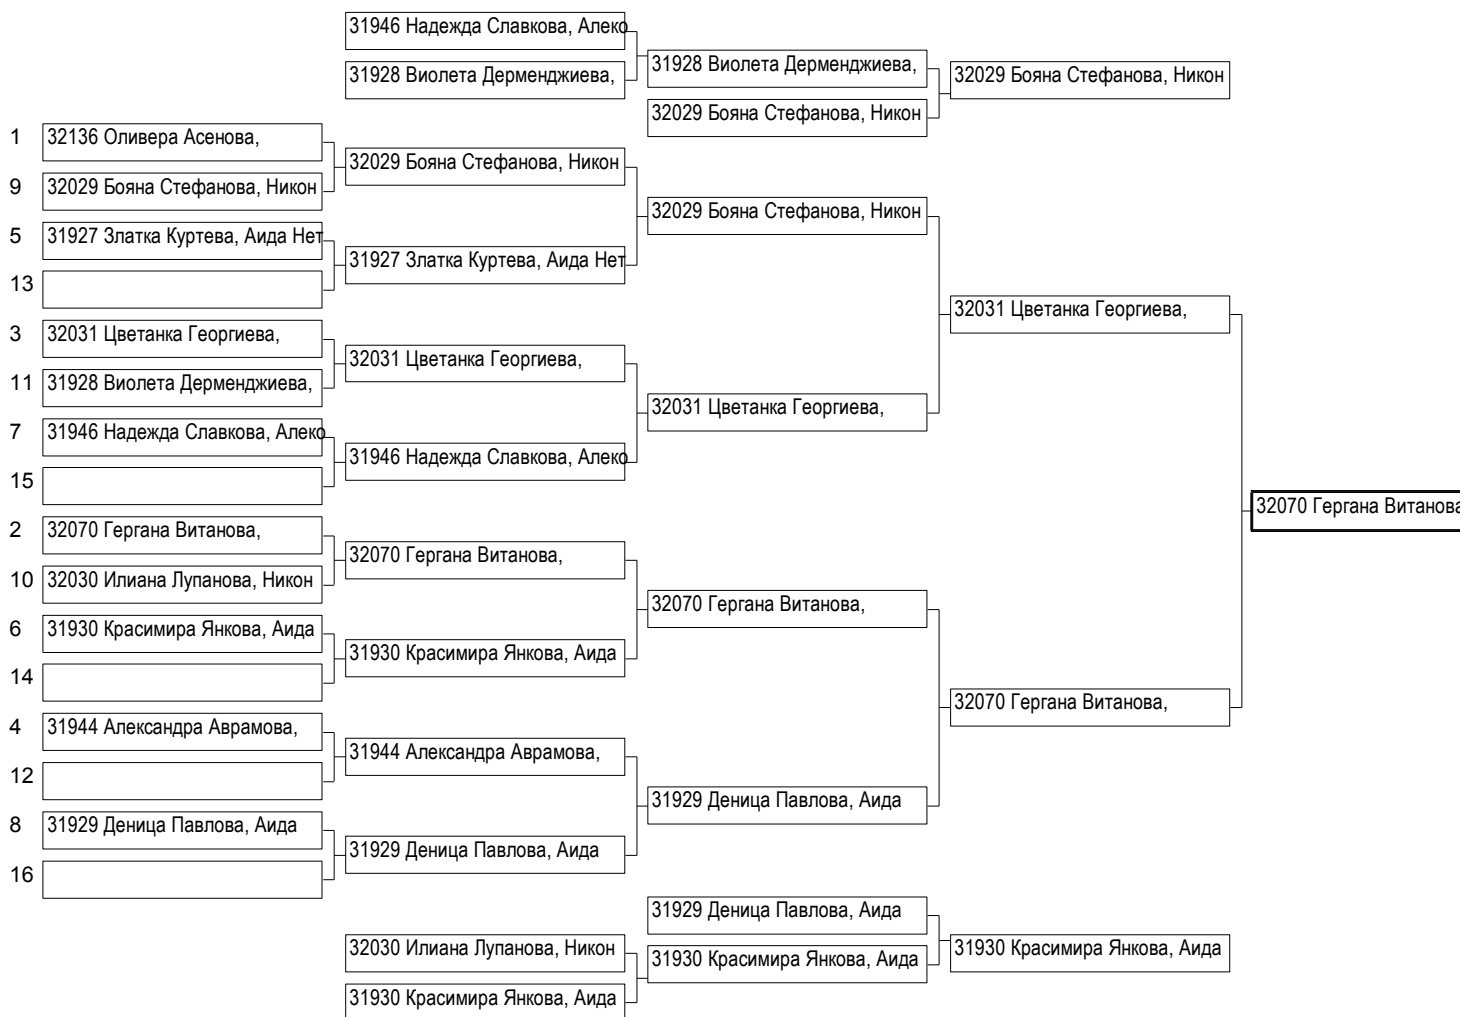 31946 Надежда Славкова, Алеко
31928 Виолета Дерменджиева,
31928 Виолета Дерменджиева,
32029 Бояна Стефанова, Никон
32029 Бояна Стефанова, Никон
1 32136 Оливера Асенова,
9 32029 Бояна Стефанова, Никон
5 31927 Златка Куртева, Аида Нет
13
3 32031 Цветанка Георгиева,
11 31928 Виолета Дерменджиева,
7 31946 Надежда Славкова, Алеко
15
2 32070 Гергана Витанова,
10 32030 Илиана Лупанова, Никон
6 31930 Красимира Янкова, Аида
14
4 31944 Александра Аврамова,
12
8 31929 Деница Павлова, Аида
16
32029 Бояна Стефанова, Никон
31927 Златка Куртева, Аида Нет
32031 Цветанка Георгиева,
31946 Надежда Славкова, Алеко
32070 Гергана Витанова,
31930 Красимира Янкова, Аида
31944 Александра Аврамова,
31929 Деница Павлова, Аида
32029 Бояна Стефанова, Никон
32031 Цветанка Георгиева,
32070 Гергана Витанова,
31929 Деница Павлова, Аида
32031 Цветанка Георгиева,
32070 Гергана Витанова,
32070 Гергана Витанова
32030 Илиана Лупанова, Никон
31930 Красимира Янкова, Аида
31929 Деница Павлова, Аида
31930 Красимира Янкова, Аида
31930 Красимира Янкова, Аида